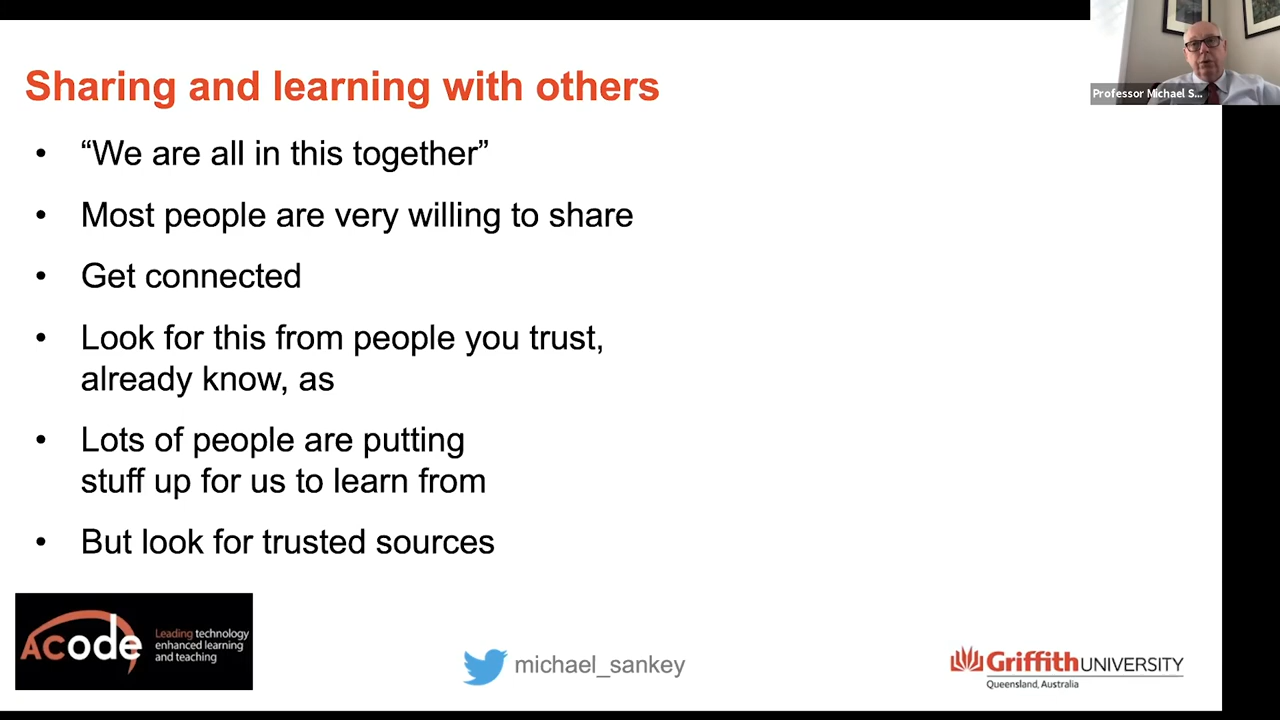 Sharing and learning with others
Professor Michael S...
• “We are all in this together”
• Most people are very willing to share
• Get connected
• Look for this from people you trust,
already know, as
• Lots of people are putting
stuff up for us to learn from
• But look for trusted sources
ACode
Leading technology
enhanced learning
and teaching
michael_sankey
Griffith UNIVERSITY
Queensland, Australia